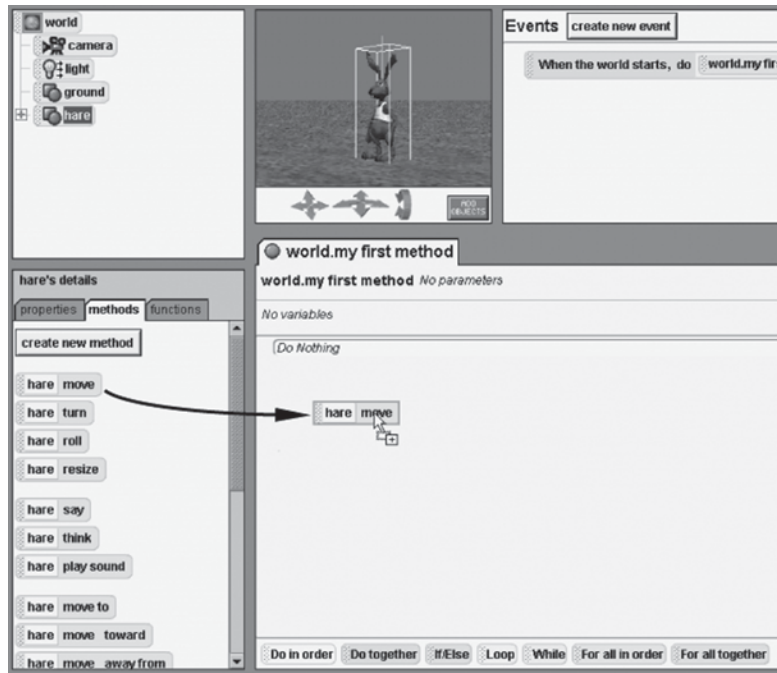 world
camera
light
ground
hare
ADD OBJECTS
Events create new event
When the world starts, do world.my firs
hare's details
properties methods functions
create new method
hare move
hare turn
hare roll
hare resize
hare say
hare think
hare play sound
hare move to
hare move toward
hare move away from
world.my first method
world.my first method No parameters
No variables
Do Nothing
hare move
Do in order Do together If/Else Loop While For all in order For all together